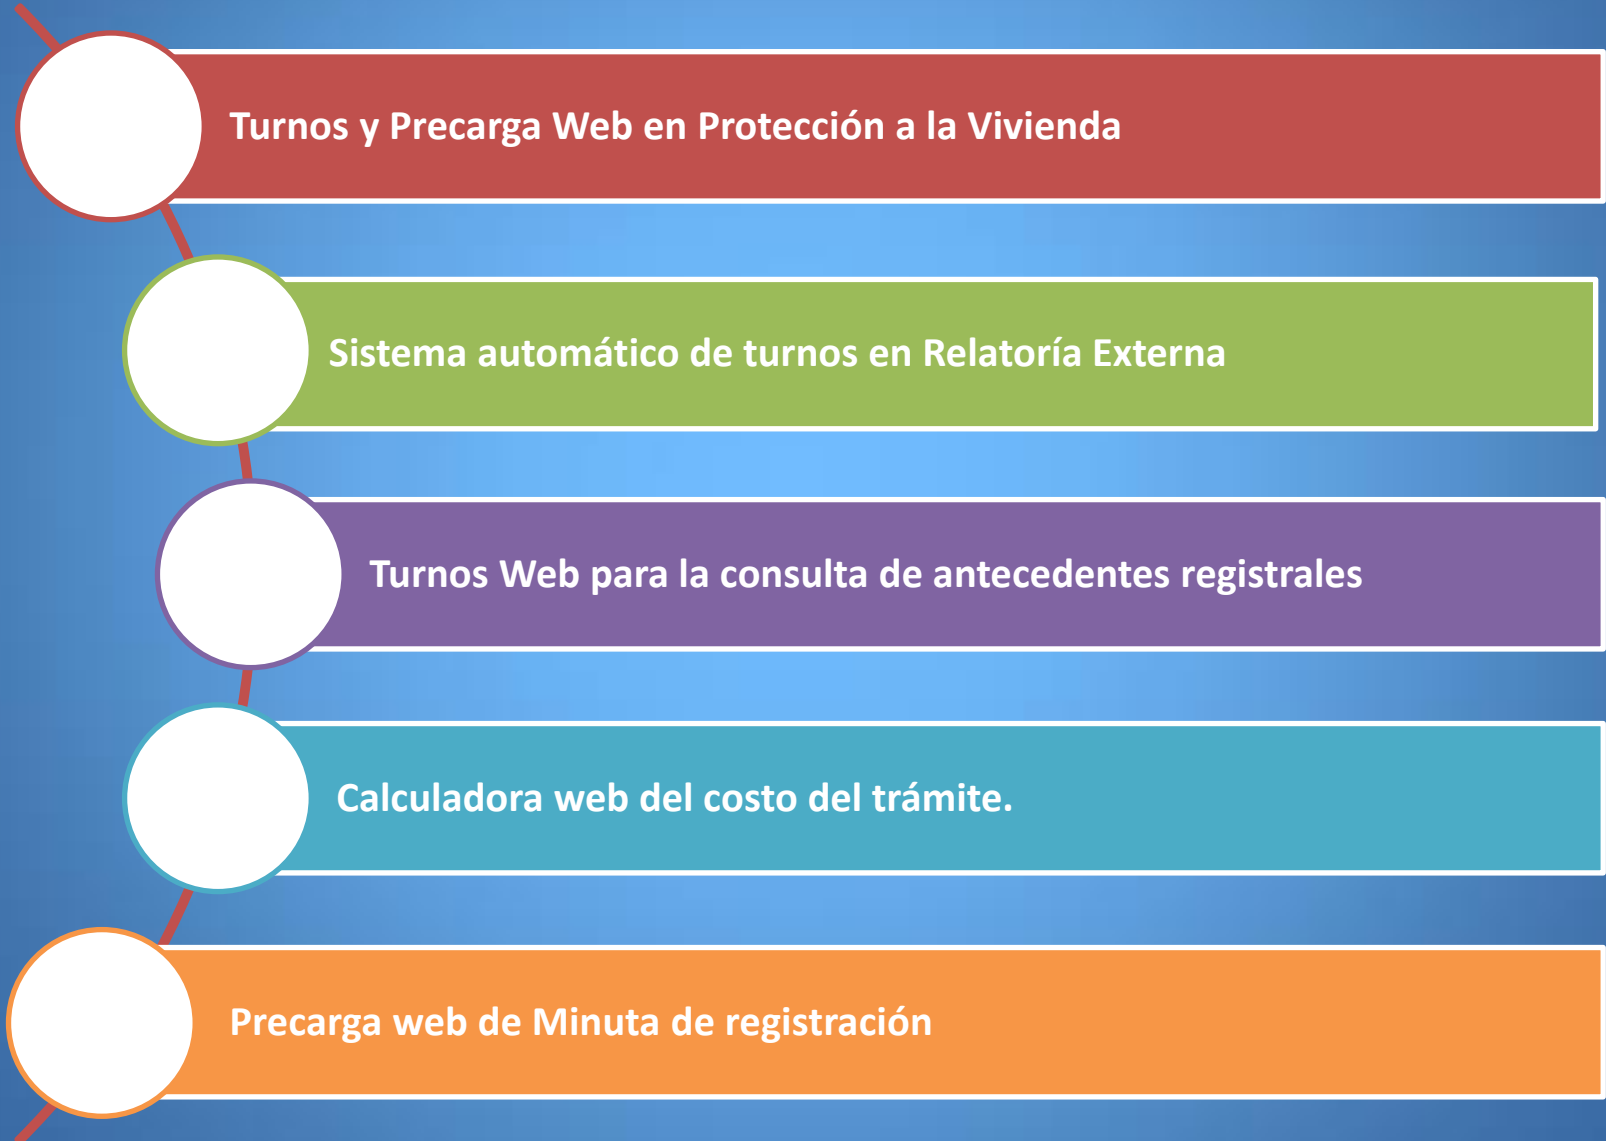 Turnos y Precarga Web en Protección a la Vivienda
Sistema automático de turnos en Relatoría Externa
Turnos Web para la consulta de antecedentes registrales
Calculadora web del costo del trámite.
Precarga web de Minuta de registración